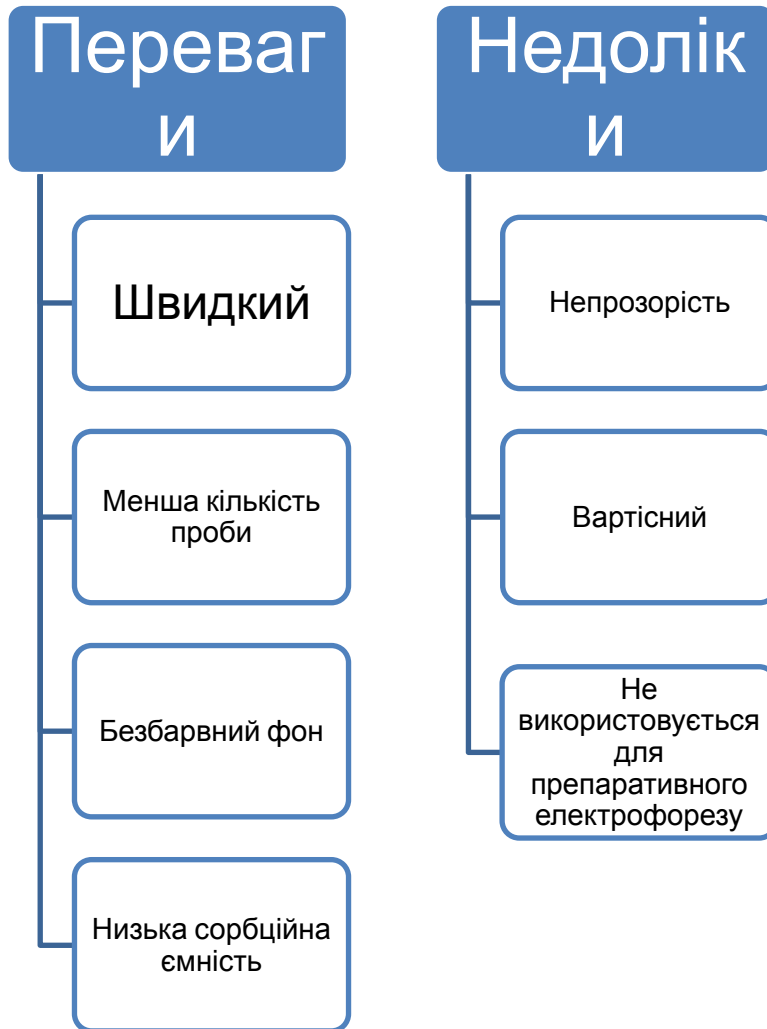 Переваг
и
Швидкий
Менша кількість
проби
Безбарвний фон
Низька сорбційна
ємність
Недолік
и
Непрозорість
Вартісний
Не
використовується
для
препаративного
електрофорезу